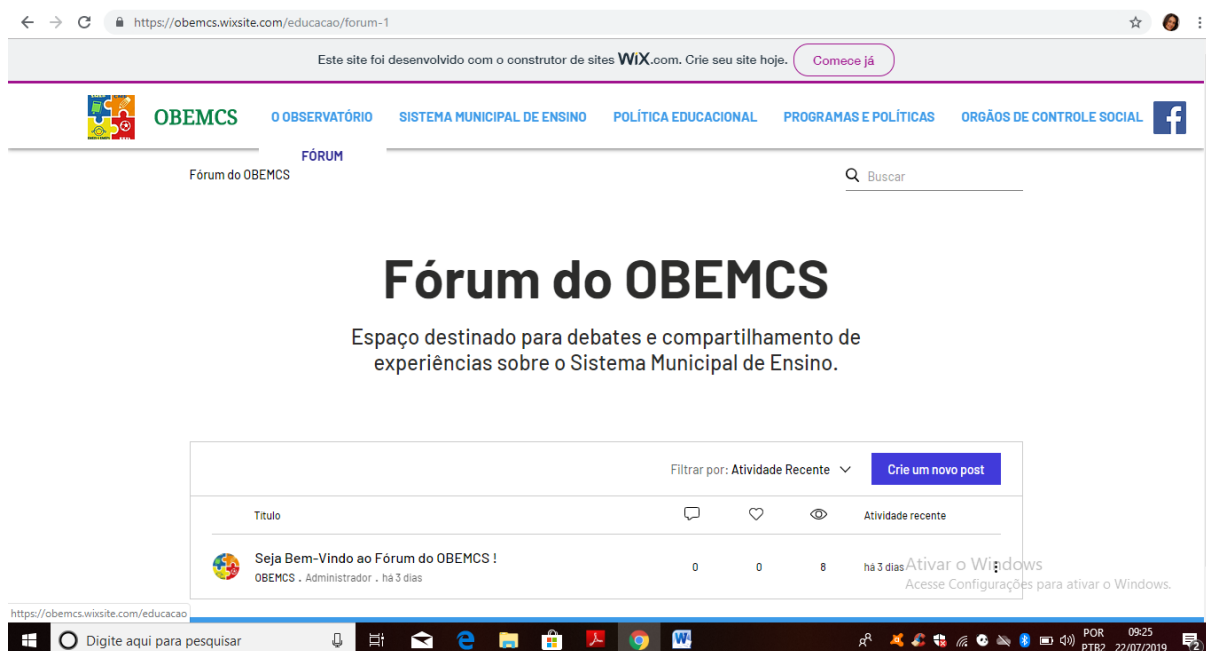 https://obemcs.wixsite.com/educacao/forum-1
Este site foi desenvolvido com o construtor de sites WiX.com. Crie seu site hoje. Comece já
OBEMCS O OBSERVATÓRIO SISTEMA MUNICIPAL DE ENSINO POLÍTICA EDUCACIONAL PROGRAMAS E POLÍTICAS ORGÃOS DE CONTROLE SOCIAL
FÓRUM
Fórum do OBEMCS Buscar
Fórum do OBEMCS
Espaço destinado para debates e compartilhamento de
experiências sobre o Sistema Municipal de Ensino.
Filtrar por: Atividade Recente Crie um novo post
Título Atividade recente
Seja Bem-Vindo ao Fórum do OBEMCS !
OBEMCS . Administrador . há 3 dias 0 0 8 há 3 dias
Ativar o Windows
Acesse Configurações para ativar o Windows.
https://obemcs.wixsite.com/educacao
Digite aqui para pesquisar POR 09:25
PTB2 22/07/2019 2